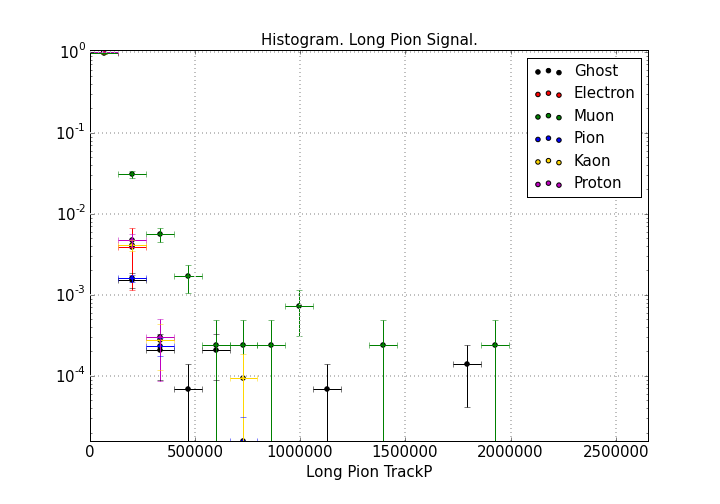 Histogram. Long Pion Signal.
10^0
10^-1
10^-2
10^-3
10^-4
Ghost
Electron
Muon
Pion
Kaon
Proton
0 500000 1000000 1500000 2000000 2500000
Long Pion TrackP